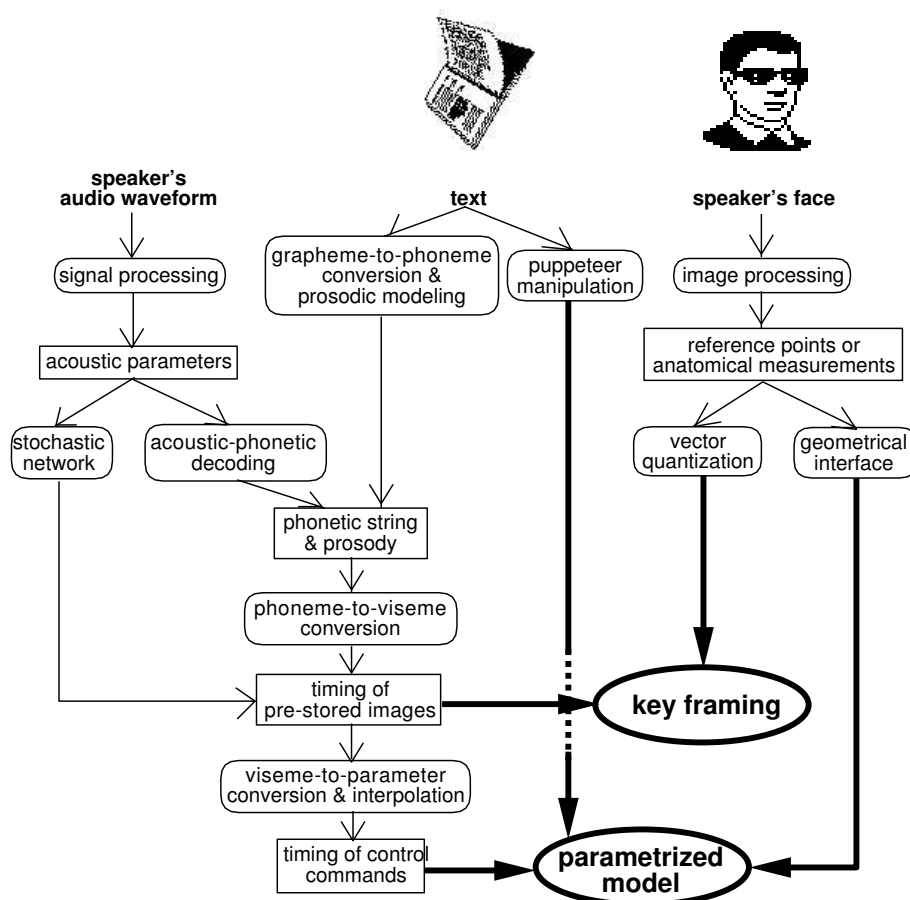 speaker's
audio waveform
text
speaker's face
signal processing
grapheme-to-phoneme
conversion &
prosodic modeling
puppeteer
manipulation
image processing
acoustic parameters
reference points or
anatomical measurements
stochastic
network
acoustic-phonetic
decoding
vector
quantization
geometrical
interface
phonetic string
& prosody
phoneme-to-viseme
conversion
timing of
pre-stored images
key framing
viseme-to-parameter
conversion & interpolation
timing of control
commands
parametrized
model